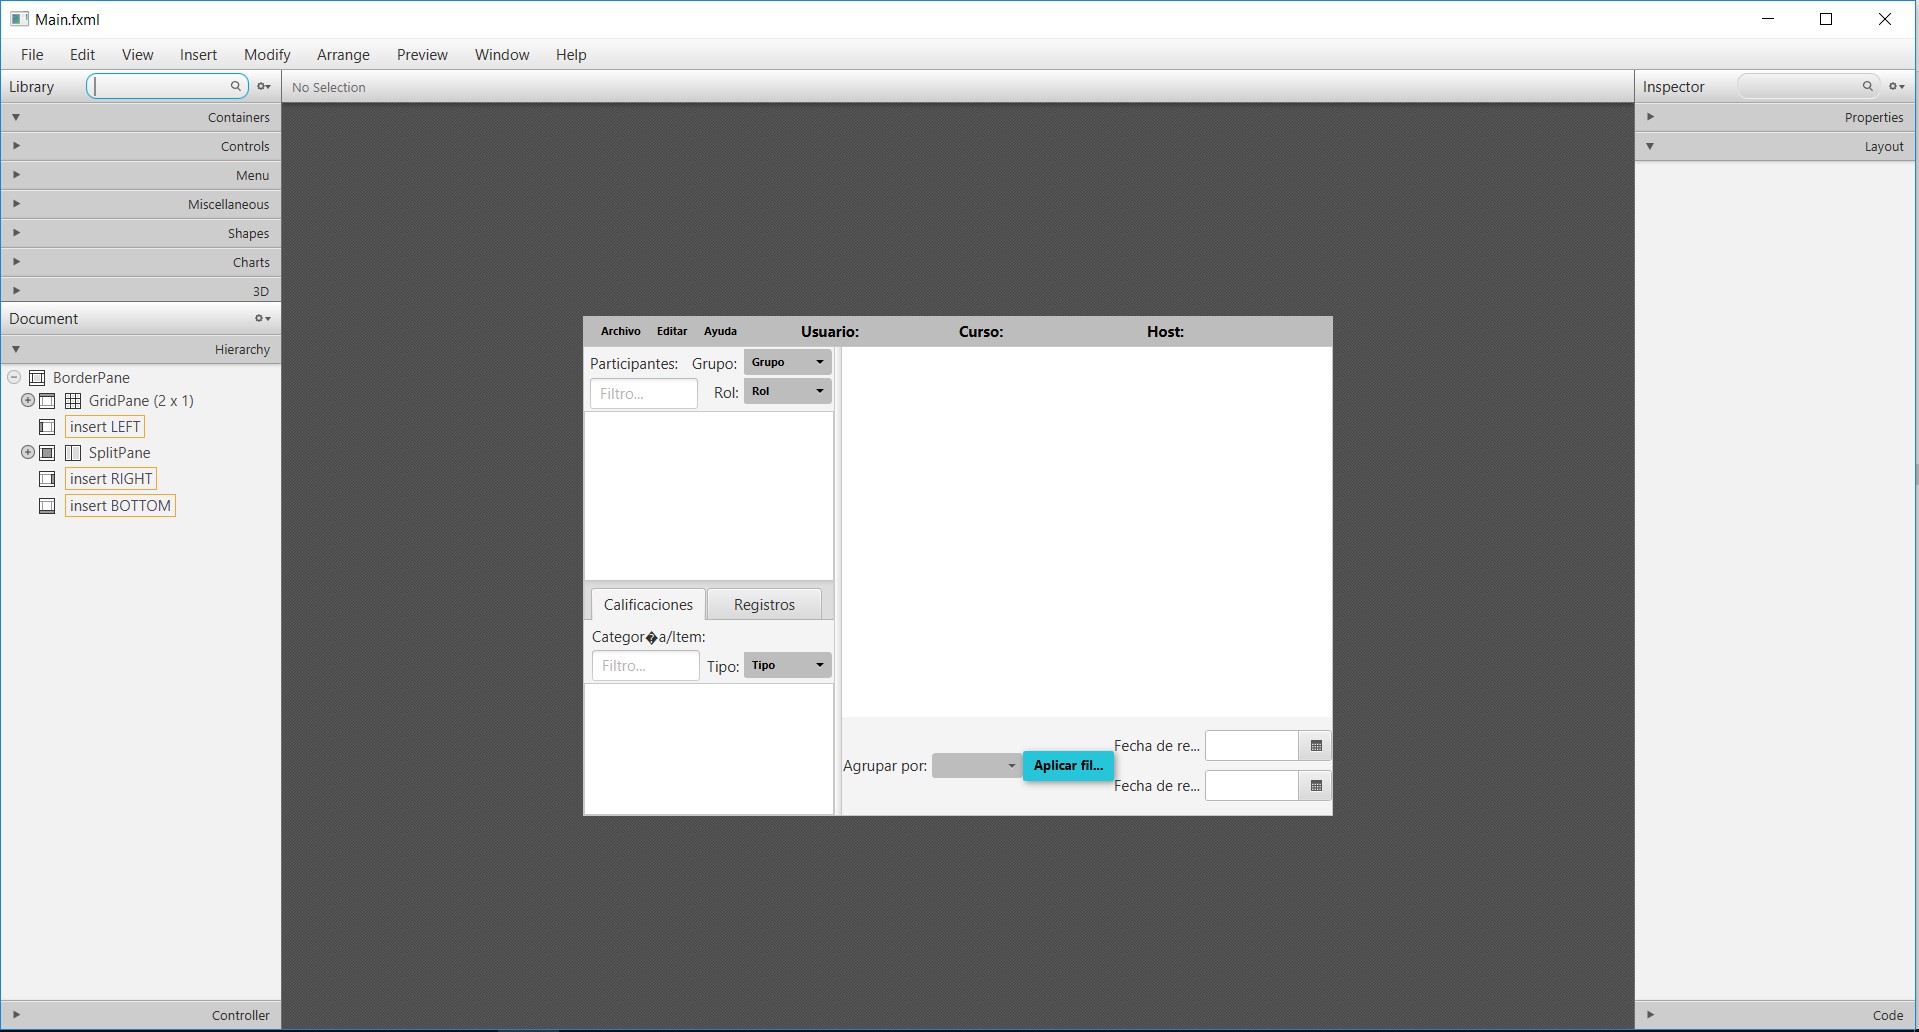 Main.fxml
File Edit View Insert Modify Arrange Preview Window Help
Library
No Selection
Inspector
Containers
Controls
Menu
Miscellaneous
Shapes
Charts
3D
Document
Hierarchy
BorderPane
GridPane (2 x 1)
insert LEFT
SplitPane
insert RIGHT
insert BOTTOM
Controller
Archivo Editar Ayuda Usuario: Curso: Host:
Participantes: Grupo: Grupo
Filtro... Rol: Rol
Calificaciones Registros
Categor�a/Item:
Filtro... Tipo: Tipo
Agrupar por: Aplicar fil...
Fecha de re...
Fecha de re...
Properties
Layout
Code